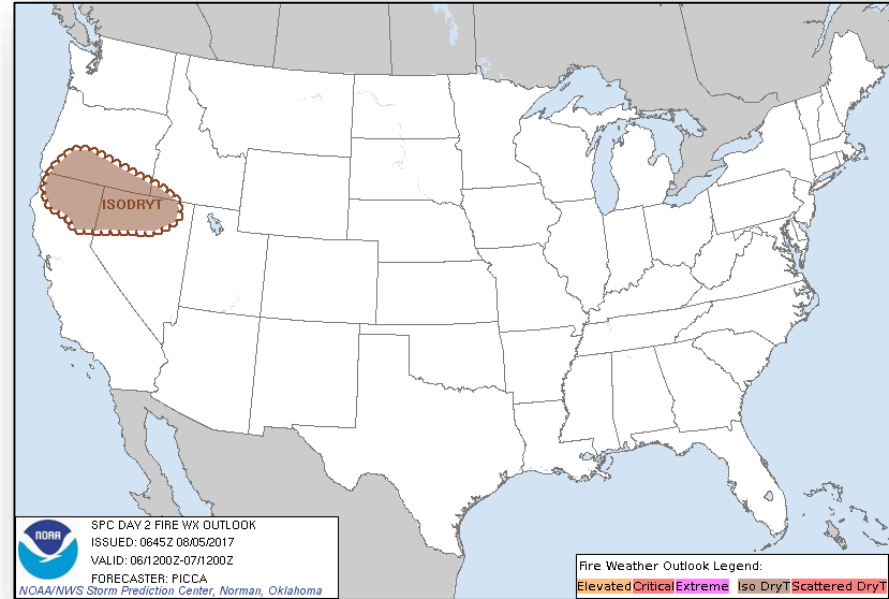 ISODRYT
NOAA
SPC DAY 2 FIRE WX OUTLOOK
ISSUED: 0645Z 08/05/2017
VALID: 06/1200Z-07/1200Z
FORECASTER: PICCA
NOAA/NWS Storm Prediction Center, Norman, Oklahoma
Fire Weather Outlook Legend:
Elevated Critical Extreme Iso DryT Scattered DryT